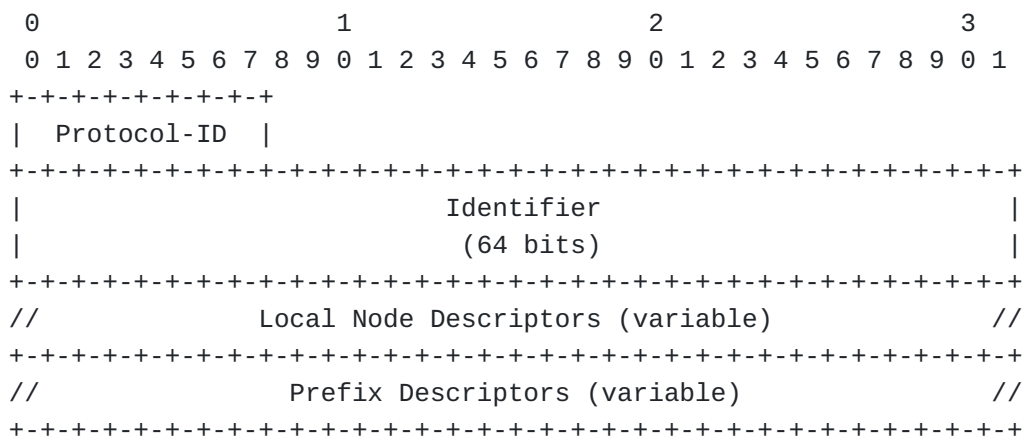 0                   1                   2                   3
 0 1 2 3 4 5 6 7 8 9 0 1 2 3 4 5 6 7 8 9 0 1 2 3 4 5 6 7 8 9 0 1
+-+-+-+-+-+-+-+-+
|  Protocol-ID  |
+-+-+-+-+-+-+-+-+-+-+-+-+-+-+-+-+-+-+-+-+-+-+-+-+-+-+-+-+-+-+-+-+
|                           Identifier                          |
|                            (64 bits)                          |
+-+-+-+-+-+-+-+-+-+-+-+-+-+-+-+-+-+-+-+-+-+-+-+-+-+-+-+-+-+-+-+-+
//              Local Node Descriptors (variable)              //
+-+-+-+-+-+-+-+-+-+-+-+-+-+-+-+-+-+-+-+-+-+-+-+-+-+-+-+-+-+-+-+-+
//                Prefix Descriptors (variable)                //
+-+-+-+-+-+-+-+-+-+-+-+-+-+-+-+-+-+-+-+-+-+-+-+-+-+-+-+-+-+-+-+-+